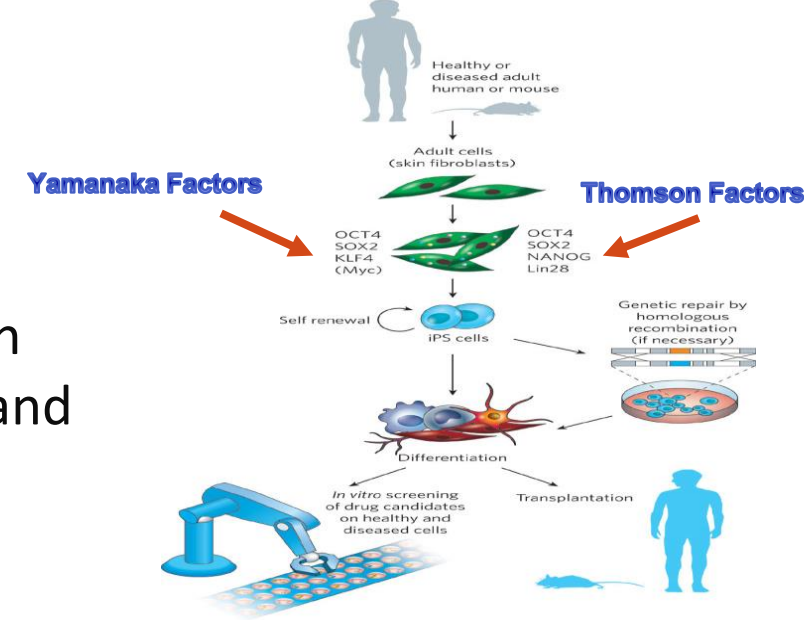 Healthy or
diseased adult
human or mouse
Adult cells
(skin fibroblasts)
Yamanaka Factors
Thomson Factors
OCT4
SOX2
KLF4
(Myc)
OCT4
SOX2
NANOG
Lin28
Self renewal
iPS cells
Genetic repair by
homologous
recombination
(if necessary)
n
and
Differentiation
In vitro screening
of drug candidates
on healthy and
diseased cells
Transplantation